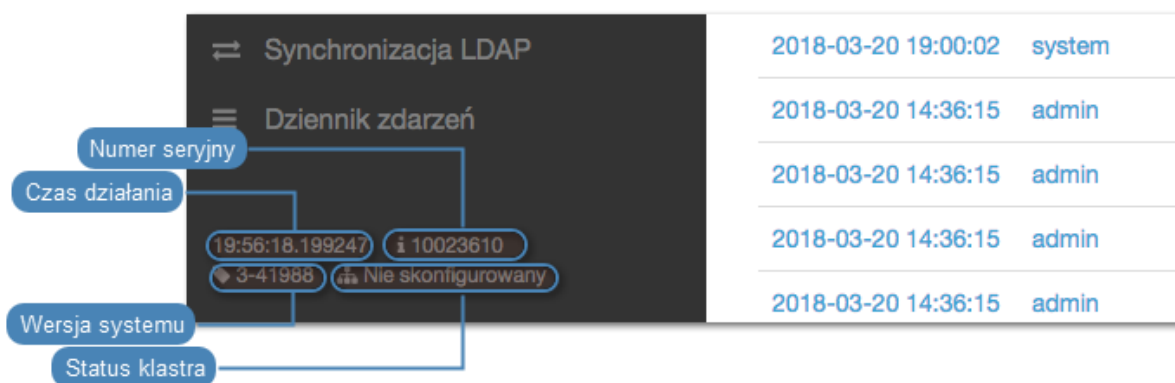 Synchronizacja LDAP
2018-03-20 19:00:02 system
Dziennik zdarzeń
2018-03-20 14:36:15 admin
Numer seryjny
2018-03-20 14:36:15 admin
Czas działania
19:56:18.199247 10023610
2018-03-20 14:36:15 admin
3-41988 Nie skonfigurowany
2018-03-20 14:36:15 admin
Wersja systemu
Status klastra